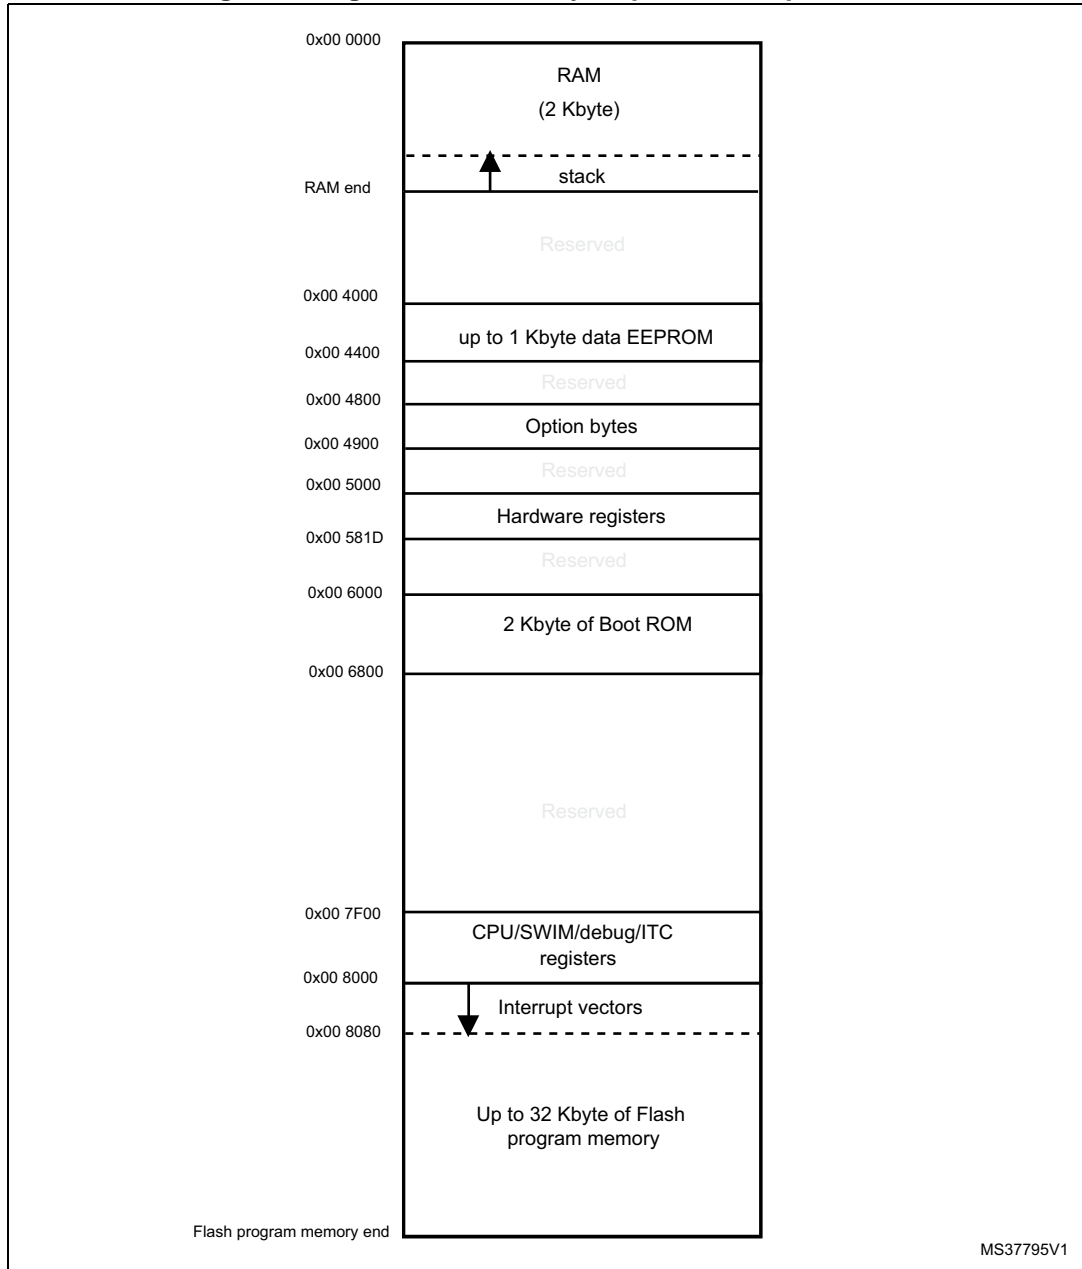 0x00 0000
RAM
(2 Kbyte)
stack
RAM end
Reserved
0x00 4000
up to 1 Kbyte data EEPROM
0x00 4400
Reserved
0x00 4800
Option bytes
0x00 4900
Reserved
0x00 5000
Hardware registers
0x00 581D
Reserved
0x00 6000
2 Kbyte of Boot ROM
0x00 6800
Reserved
0x00 7F00
CPU/SWIM/debug/ITC
registers
0x00 8000
Interrupt vectors
0x00 8080
Up to 32 Kbyte of Flash
program memory
Flash program memory end
MS37795V1